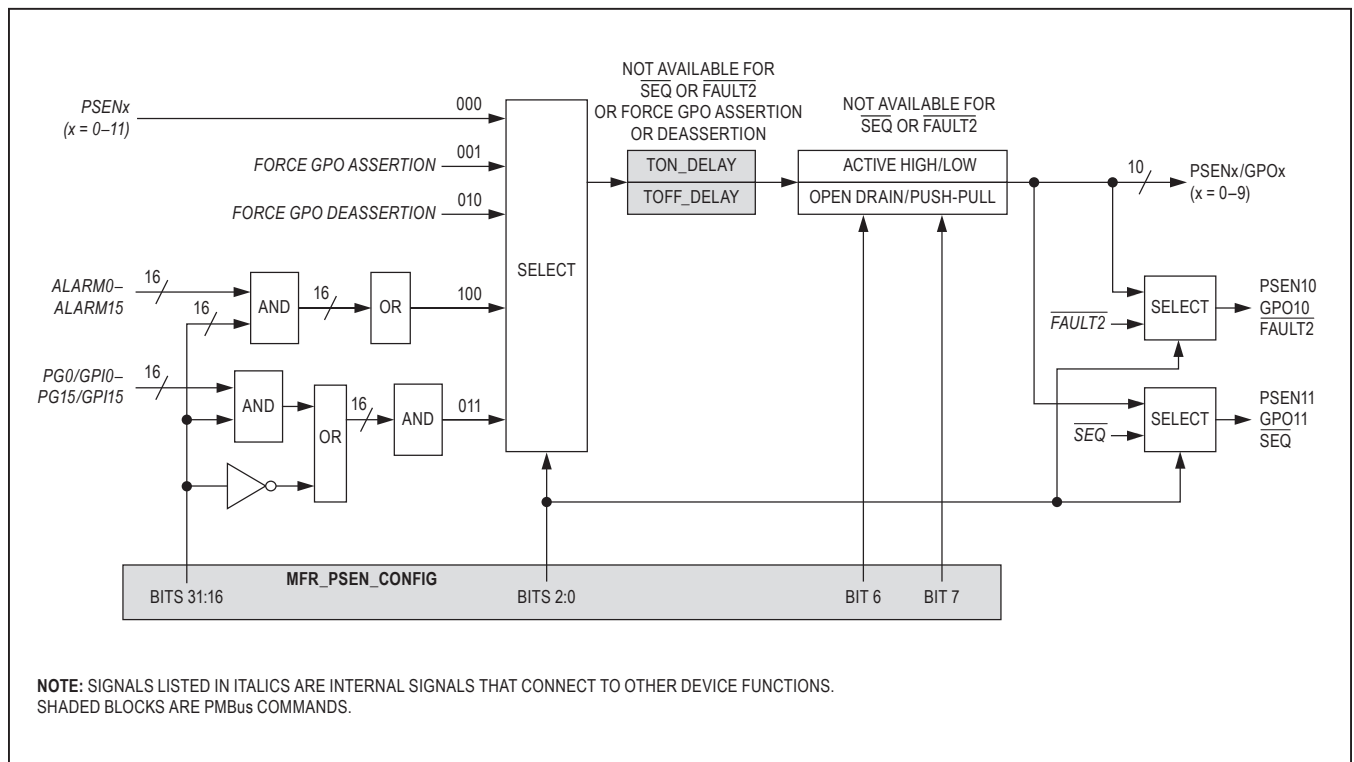 NOT AVAILABLE FOR
SEQ OR FAULT2
OR FORCE GPO ASSERTION
OR DEASSERTION
NOT AVAILABLE FOR
SEQ OR FAULT2
PSENx
(x = 0–11)
000
FORCE GPO ASSERTION
001
FORCE GPO DEASSERTION
010
TON_DELAY
TOFF_DELAY
ACTIVE HIGH/LOW
OPEN DRAIN/PUSH-PULL
10
PSENx/GPOx
(x = 0–9)
SELECT
ALARM0–
ALARM15
16
16
AND
16
OR
100
FAULT2
SELECT
PSEN10
GPO10
FAULT2
PG0/GPI0–
PG15/GPI15
16
AND
OR
16
AND
011
SEQ
SELECT
PSEN11
GPO11
SEQ
MFR_PSEN_CONFIG
BITS 31:16
BITS 2:0
BIT 6
BIT 7
NOTE: SIGNALS LISTED IN ITALICS ARE INTERNAL SIGNALS THAT CONNECT TO OTHER DEVICE FUNCTIONS.
SHADED BLOCKS ARE PMBus COMMANDS.